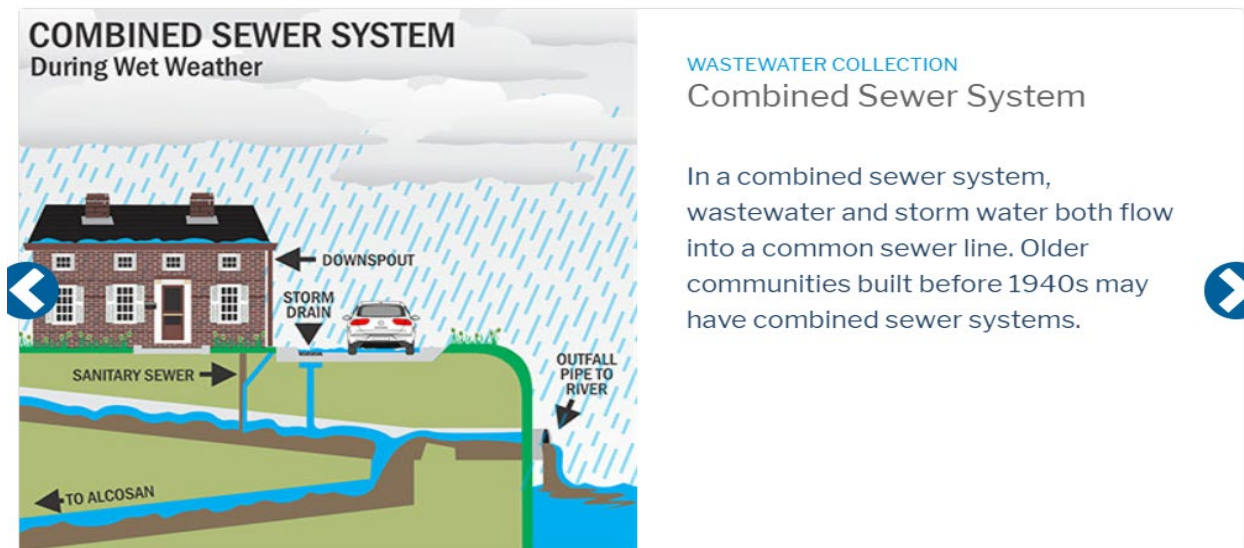 COMBINED SEWER SYSTEM
During Wet Weather
DOWNSPOUT
STORM
DRAIN
SANITARY SEWER
OUTFALL
PIPE TO
RIVER
TO ALCOSAN
WASTEWATER COLLECTION
Combined Sewer System
In a combined sewer system,
wastewater and storm water both flow
into a common sewer line. Older
communities built before 1940s may
have combined sewer systems.